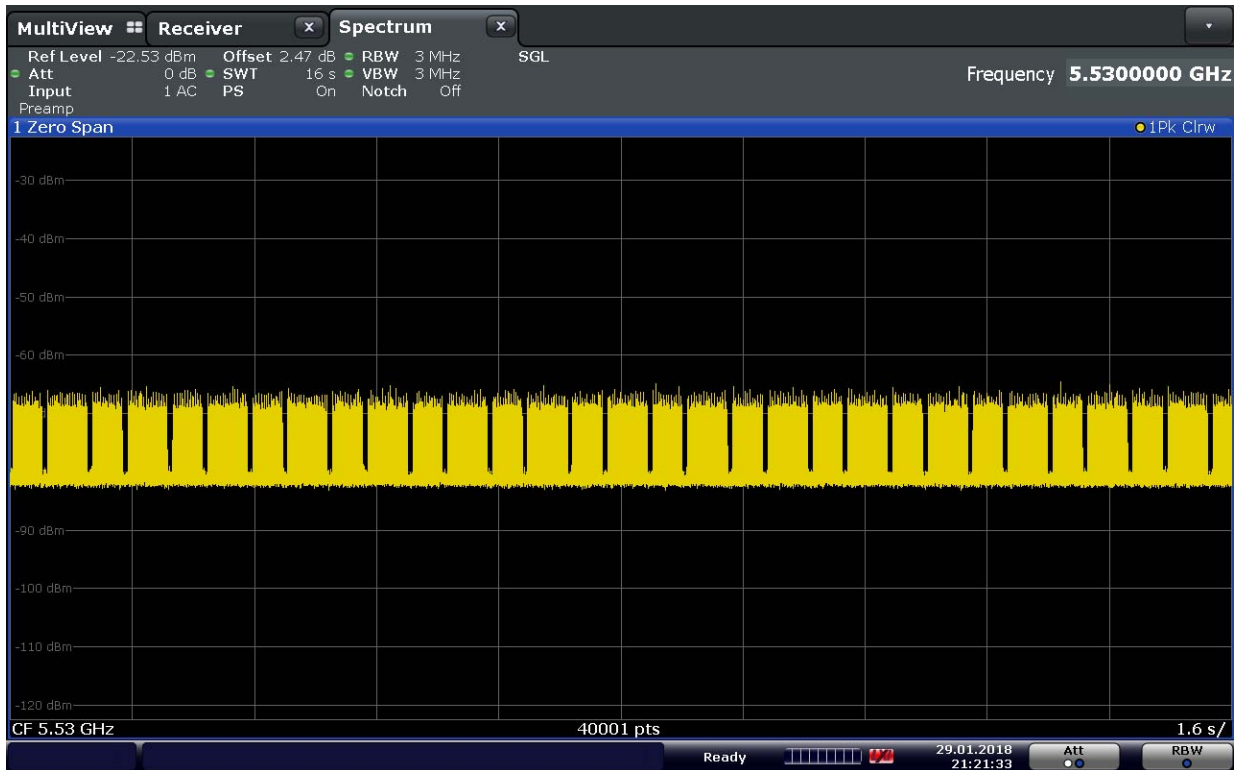 MultiView Receiver X Spectrum X
Ref Level -22.53 dBm Offset 2.47 dB RBW 3 MHz SGL
Att 0 dB SWT 16 s VBW 3 MHz
Frequency 5.5300000 GHz
Input 1 AC PS On Notch Off
Preamp
1 Zero Span 1Pk Clrw
-30 dBm
-40 dBm
-50 dBm
-60 dBm
-90 dBm
-100 dBm
-110 dBm
-120 dBm
CF 5.53 GHz 40001 pts 1.6 s/
Ready 29.01.2018 Att RBW
21:21:33